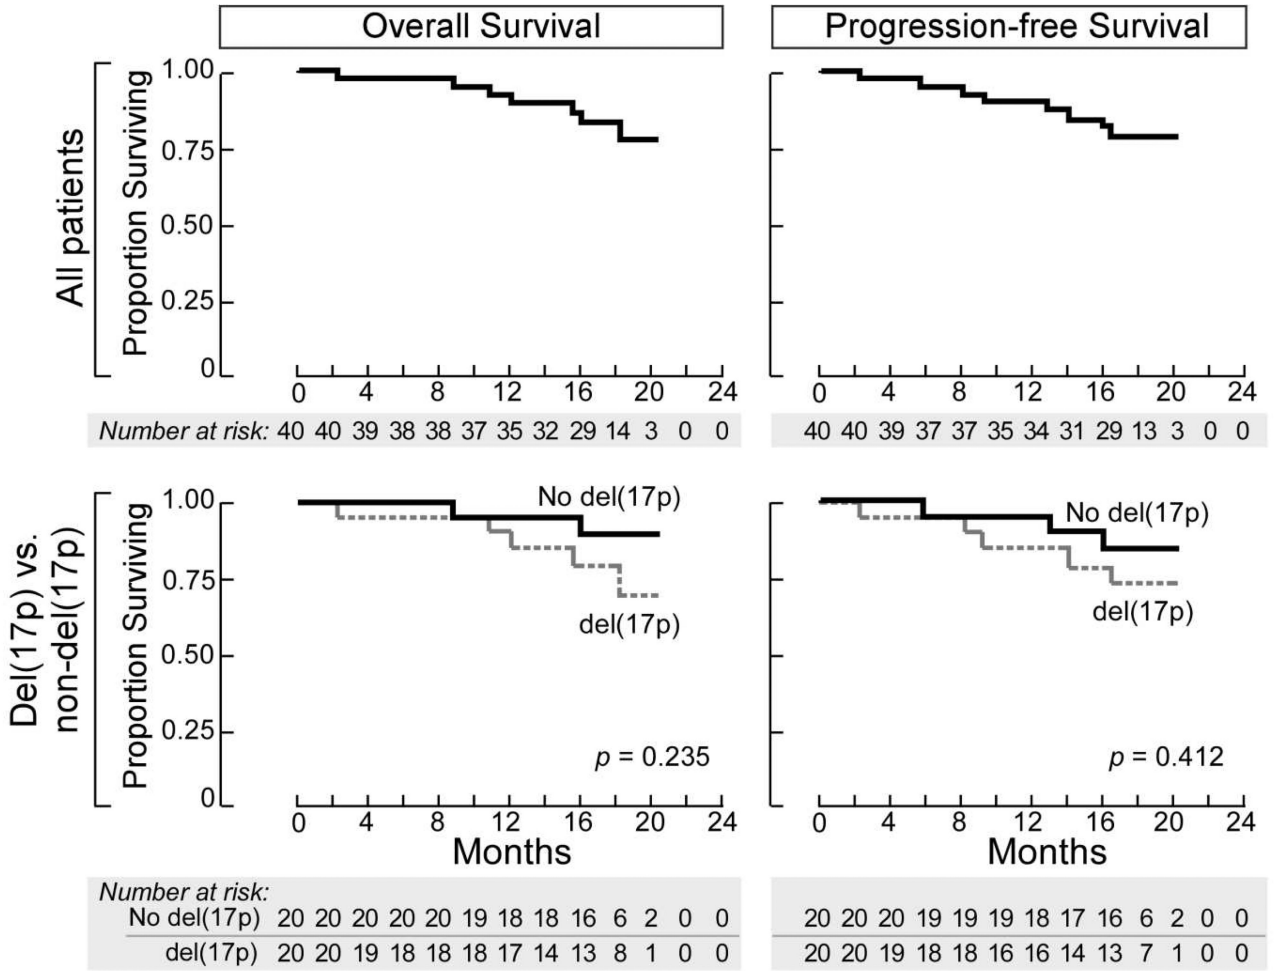 Overall Survival
Progression-free Survival
All patients
Proportion Surviving
1.00
0.75
0.50
0.25
0
0 4 8 12 16 20 24
0 4 8 12 16 20 24
Number at risk: 40 40 39 38 38 37 35 32 29 14 3 0 0
40 40 39 37 37 35 34 31 29 13 3 0 0
Del(17p) vs.
non-del(17p)
Proportion Surviving
1.00
0.75
0.50
0.25
0
No del(17p)
del(17p)
p = 0.235
0 4 8 12 16 20 24
Months
No del(17p)
del(17p)
p = 0.412
0 4 8 12 16 20 24
Months
Number at risk:
No del(17p) 20 20 20 20 20 19 18 18 16 6 2 0 0
del(17p) 20 20 19 18 18 18 17 14 13 8 1 0 0
20 20 20 19 19 19 18 17 16 6 2 0 0
20 20 19 18 18 16 16 14 13 7 1 0 0